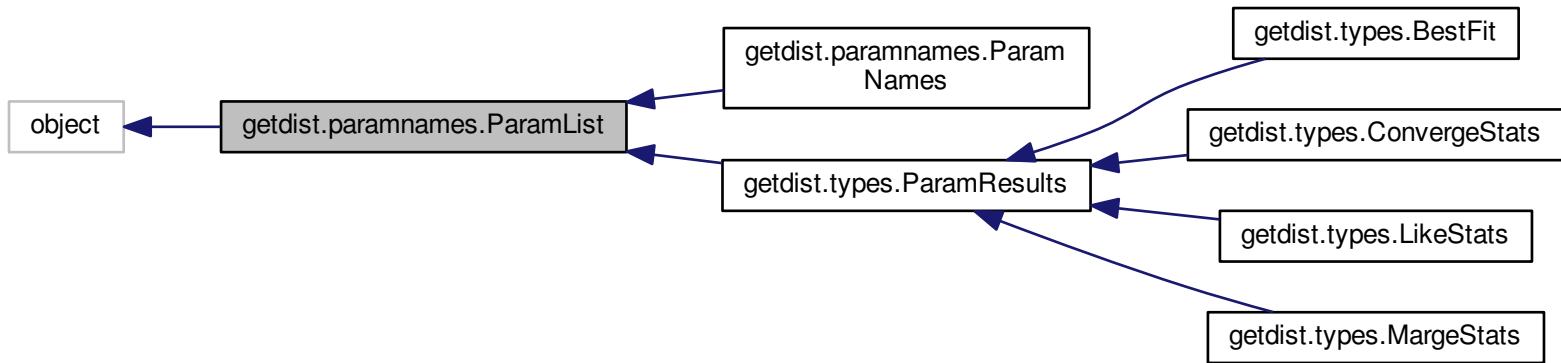 object
getdist.paramnames.ParamList
getdist.paramnames.Param
Names
getdist.types.ParamResults
getdist.types.BestFit
getdist.types.ConvergeStats
getdist.types.LikeStats
getdist.types.MargeStats